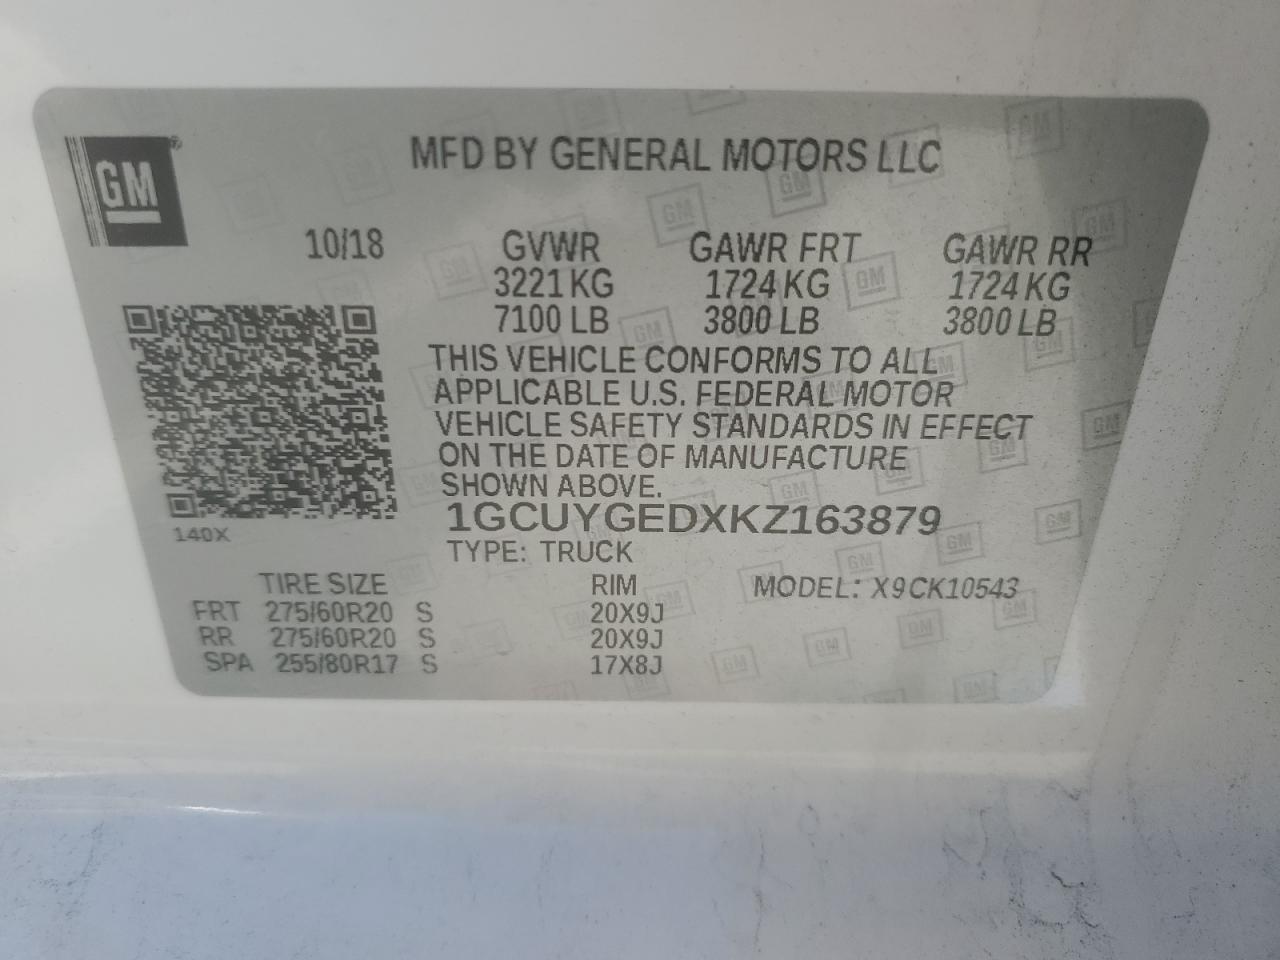 GM
MFD BY GENERAL MOTORS LLC
10/18 GVWR GAWR FRT GAWR RR
3221 KG 1724 KG 1724 KG
7100 LB 3800 LB 3800 LB
THIS VEHICLE CONFORMS TO ALL
APPLICABLE U.S. FEDERAL MOTOR
VEHICLE SAFETY STANDARDS IN EFFECT
ON THE DATE OF MANUFACTURE
SHOWN ABOVE.
1GCUYGEDXKZ163879
140X
TYPE: TRUCK
TIRE SIZE RIM MODEL: X9CK10543
FRT 275/60R20 S 20X9J
RR 275/60R20 S 20X9J
SPA 255/80R17 S 17X8J